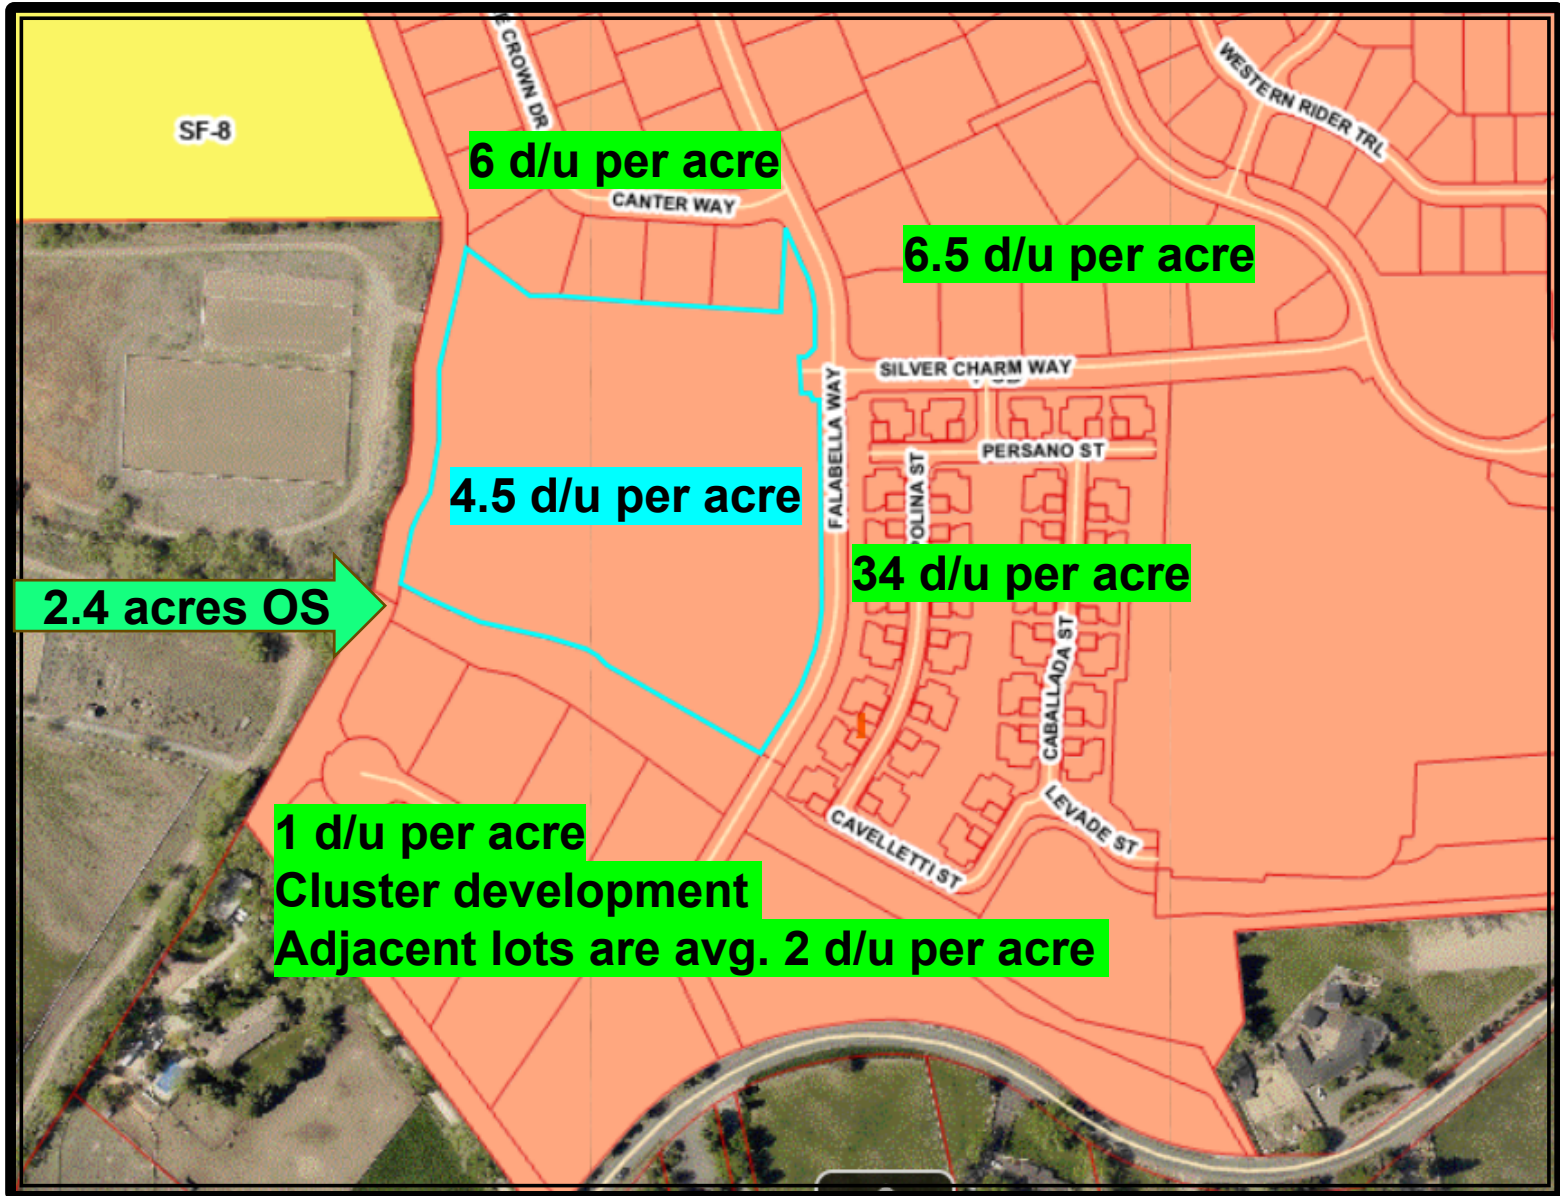 CROWN DR
WESTERN RIDER TRL
SF-8
6 d/u per acre
CANTER WAY
6.5 d/u per acre
SILVER CHARM WAY
FALABELLA WAY
PERSANO ST
4.5 d/u per acre
ST
34 d/u per acre
2.4 acres OS
CABALLADA ST
LEVADE ST
CAVELLETTI ST
1 d/u per acre
Cluster development
Adjacent lots are avg. 2 d/u per acre